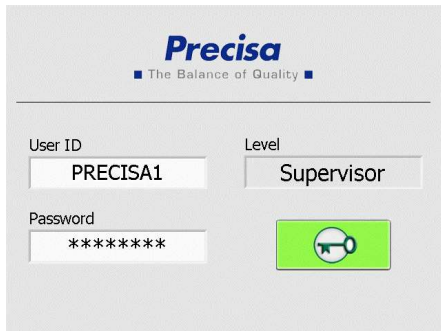 Precisa
The Balance of Quality
User ID
PRECISA1
Level
Supervisor
Password
********